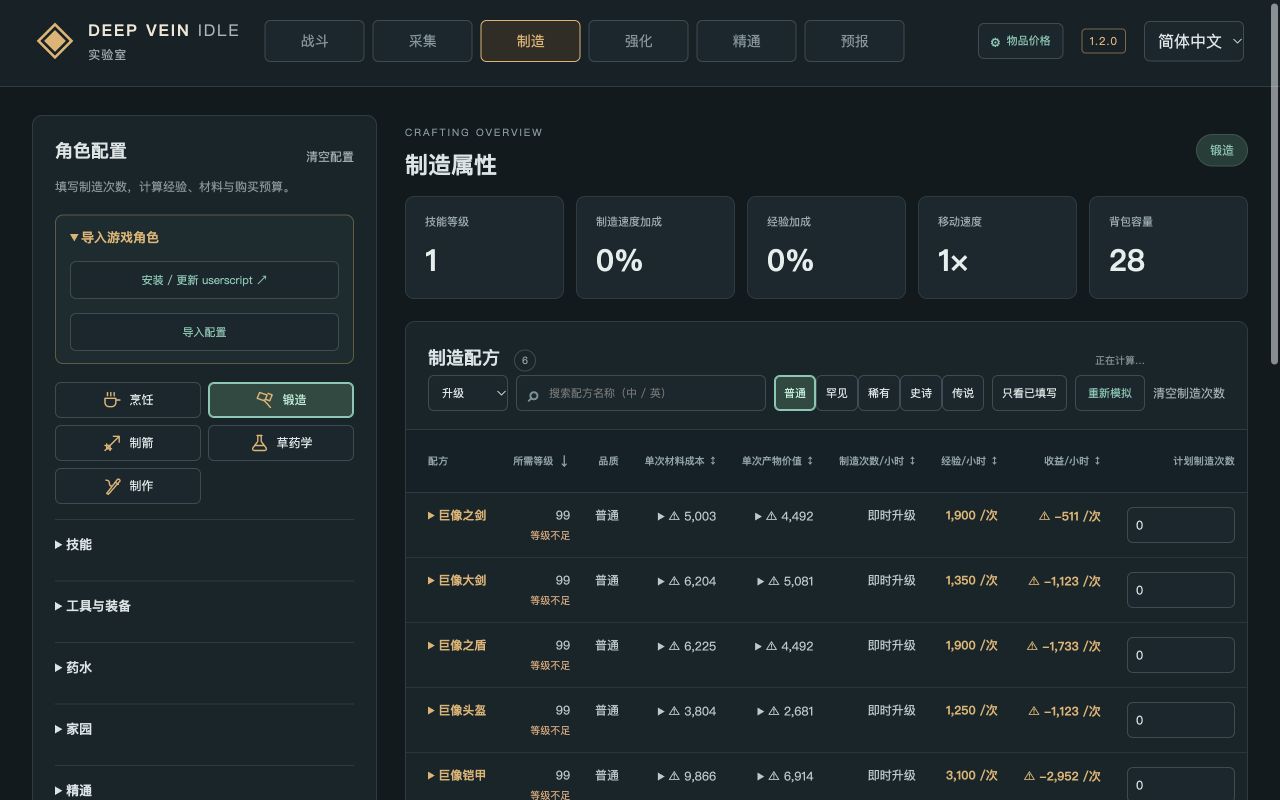 DEEP VEIN IDLE
实验室
战斗
采集
制造
强化
精通
预报
⚙ 物品价格
1.2.0
简体中文
角色配置
清空配置
填写制造次数，计算经验、材料与购买预算。
▼导入游戏角色
安装 / 更新 userscript ↗
导入配置
烹饪
锻造
制箭
草药学
制作
▶ 技能
▶ 工具与装备
▶ 药水
▶ 家园
▶ 精通
CRAFTING OVERVIEW
制造属性
锻造
技能等级
1
制造速度加成
0%
经验加成
0%
移动速度
1×
背包容量
28
制造配方 6
正在计算…
升级
搜索配方名称（中 / 英）
普通
罕见
稀有
史诗
传说
只看已填写
重新模拟
清空制造次数
配方 所需等级 ↓ 品质 单次材料成本 ↕ 单次产物价值 ↕ 制造次数/小时 ↕ 经验/小时 ↕ 收益/小时 ↕ 计划制造次数
▶ 巨像之剑 99 普通 ▶ ⚠ 5,003 ▶ ⚠ 4,492 即时升级 1,900 /次 ⚠ −511 /次 0
等级不足
▶ 巨像大剑 99 普通 ▶ ⚠ 6,204 ▶ ⚠ 5,081 即时升级 1,350 /次 ⚠ −1,123 /次 0
等级不足
▶ 巨像之盾 99 普通 ▶ ⚠ 6,225 ▶ ⚠ 4,492 即时升级 1,900 /次 ⚠ −1,733 /次 0
等级不足
▶ 巨像头盔 99 普通 ▶ ⚠ 3,804 ▶ ⚠ 2,681 即时升级 1,250 /次 ⚠ −1,123 /次 0
等级不足
▶ 巨像铠甲 99 普通 ▶ ⚠ 9,866 ▶ ⚠ 6,914 即时升级 3,100 /次 ⚠ −2,952 /次 0
等级不足